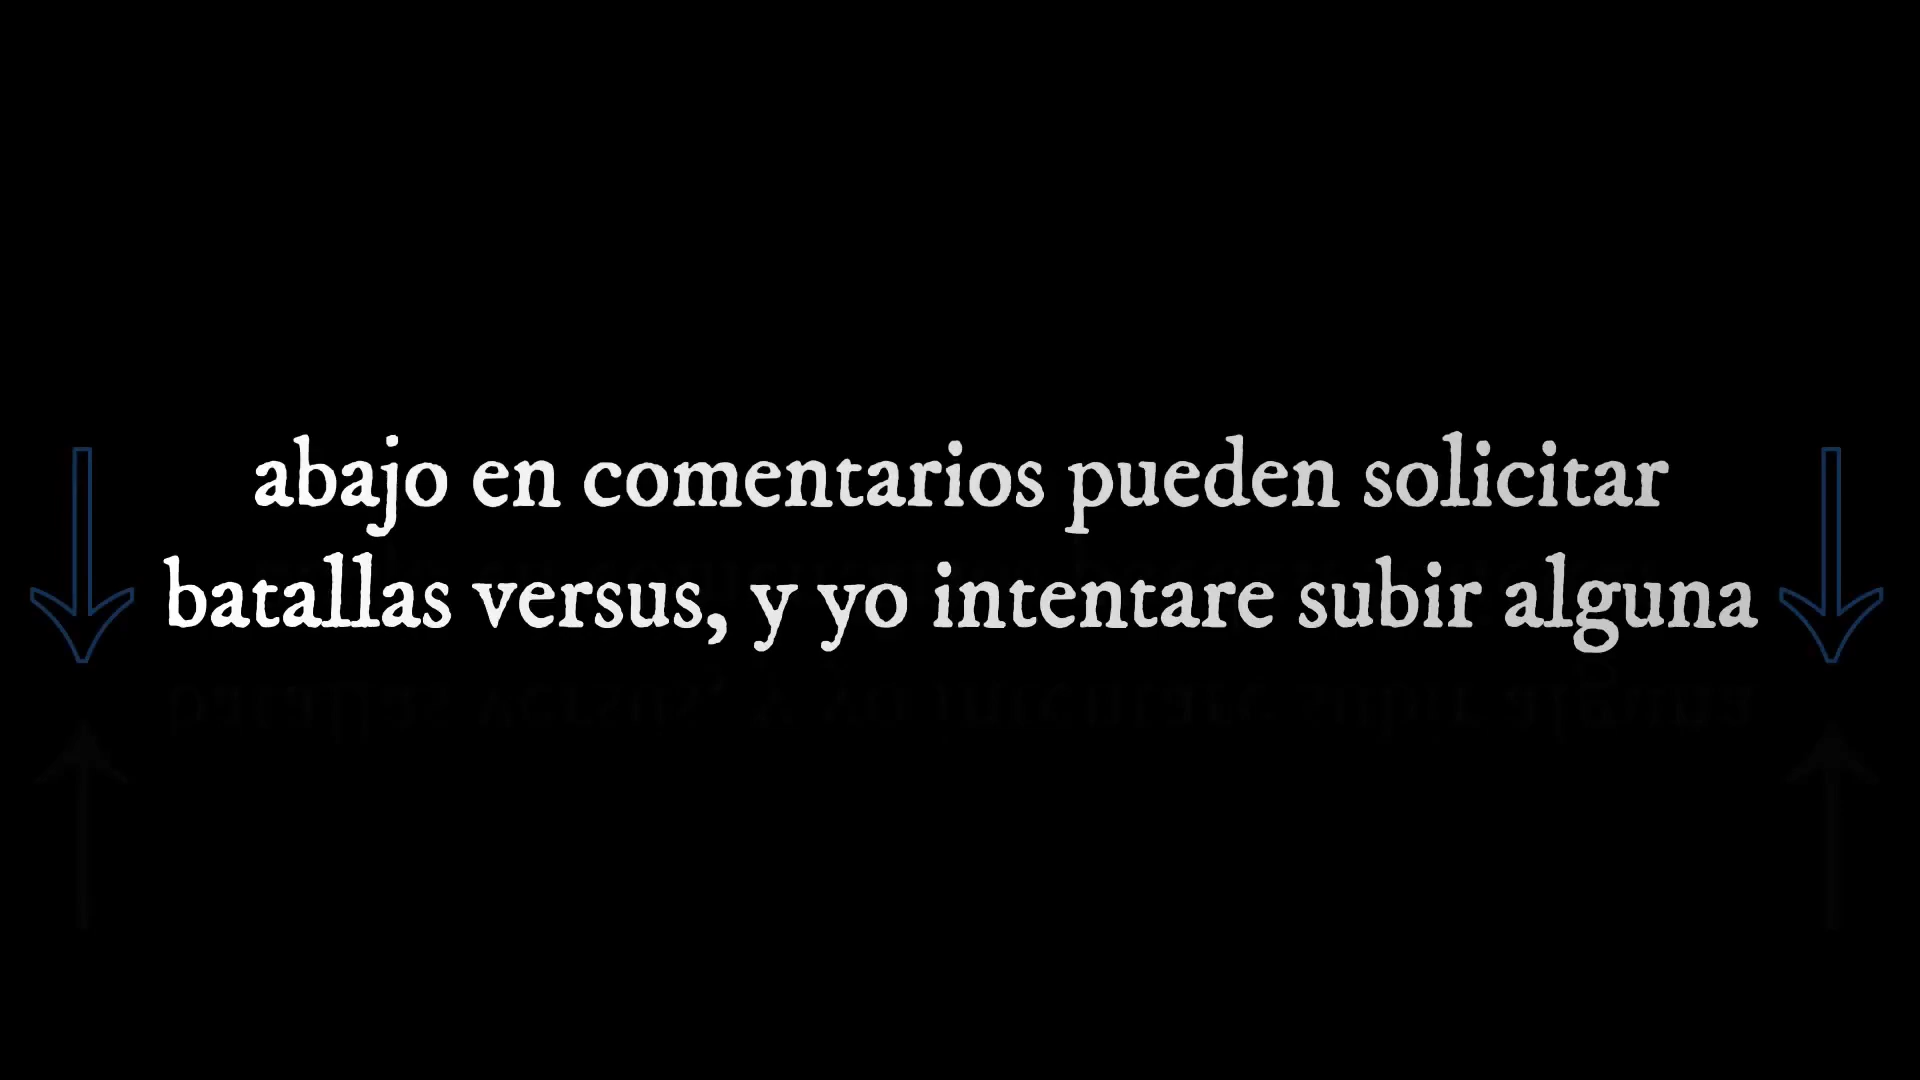 abajo en comentarios pueden solicitar
batallas versus, y yo intentare subir alguna